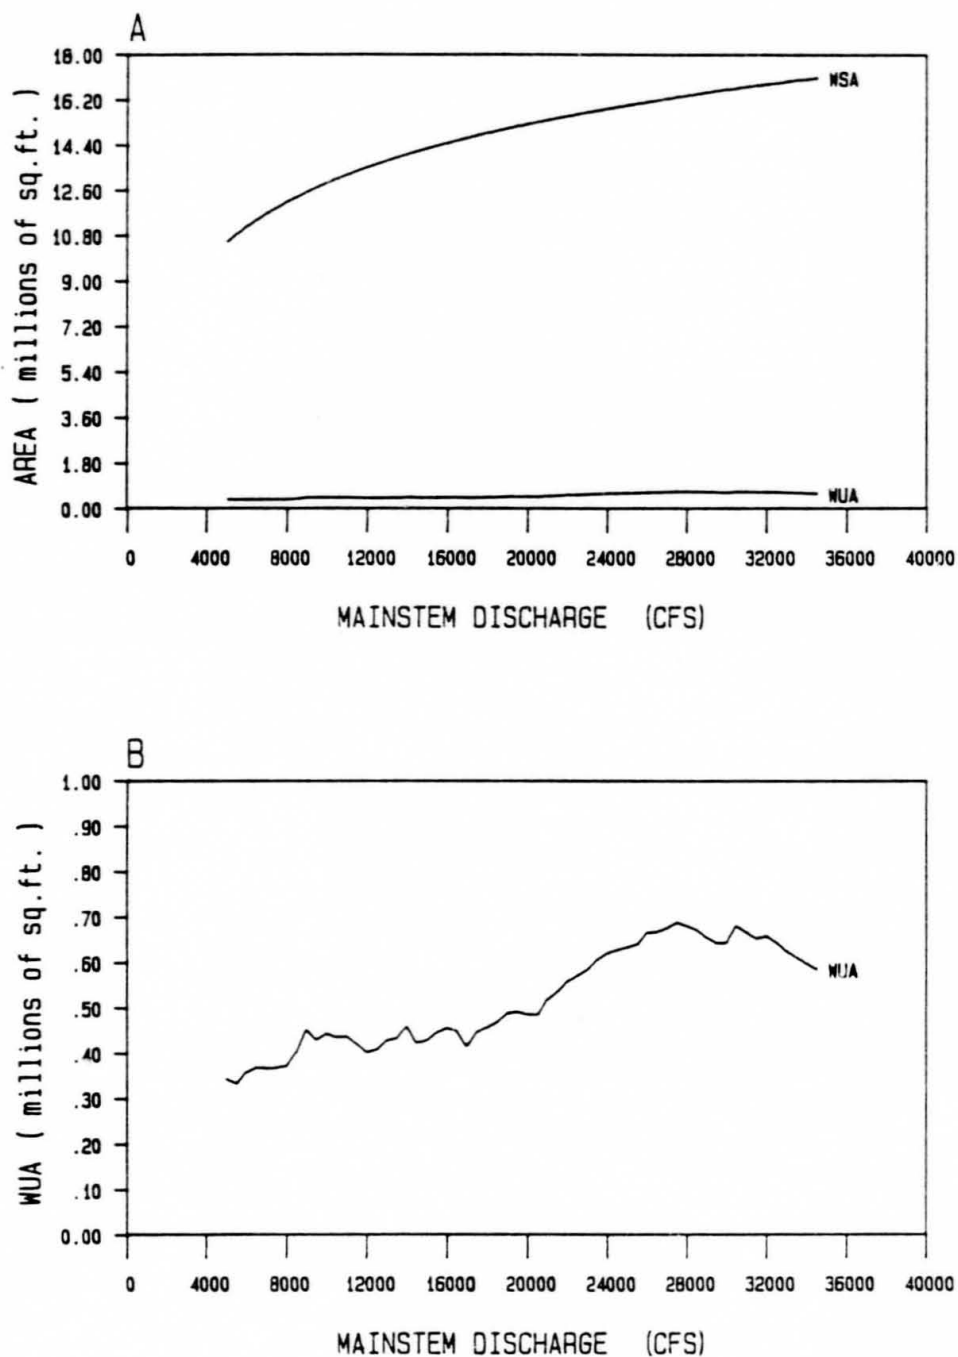 A
18.00
16.20
14.40
12.60
10.80
9.00
7.20
5.40
3.60
1.80
0.00
AREA ( millions of sq.ft. )
WSA
WUA
0 4000 8000 12000 16000 20000 24000 28000 32000 36000 40000
MAINSTEM DISCHARGE (CFS)
B
1.00
.90
.80
.70
.60
.50
.40
.30
.20
.10
0.00
WUA ( millions of sq.ft. )
WUA
0 4000 8000 12000 16000 20000 24000 28000 32000 36000 40000
MAINSTEM DISCHARGE (CFS)